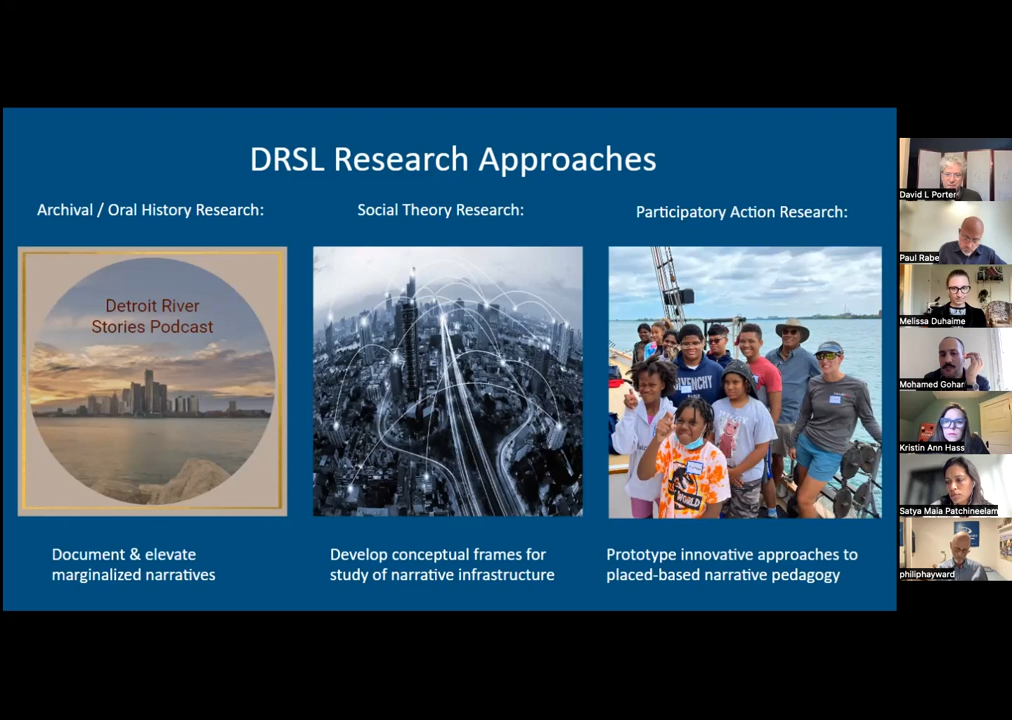 DRSL Research Approaches
Archival / Oral History Research:
Social Theory Research:
Participatory Action Research:
Detroit River
Stories Podcast
GIVENCHY
PARIS
WORLD
Document & elevate
marginalized narratives
Develop conceptual frames for
study of narrative infrastructure
Prototype innovative approaches to
placed-based narrative pedagogy
David L Porter
Paul Rabe
Melissa Duhaime
Mohamed Gohar
Kristin Ann Hass
Satya Maia Patchineelam
philiphayward